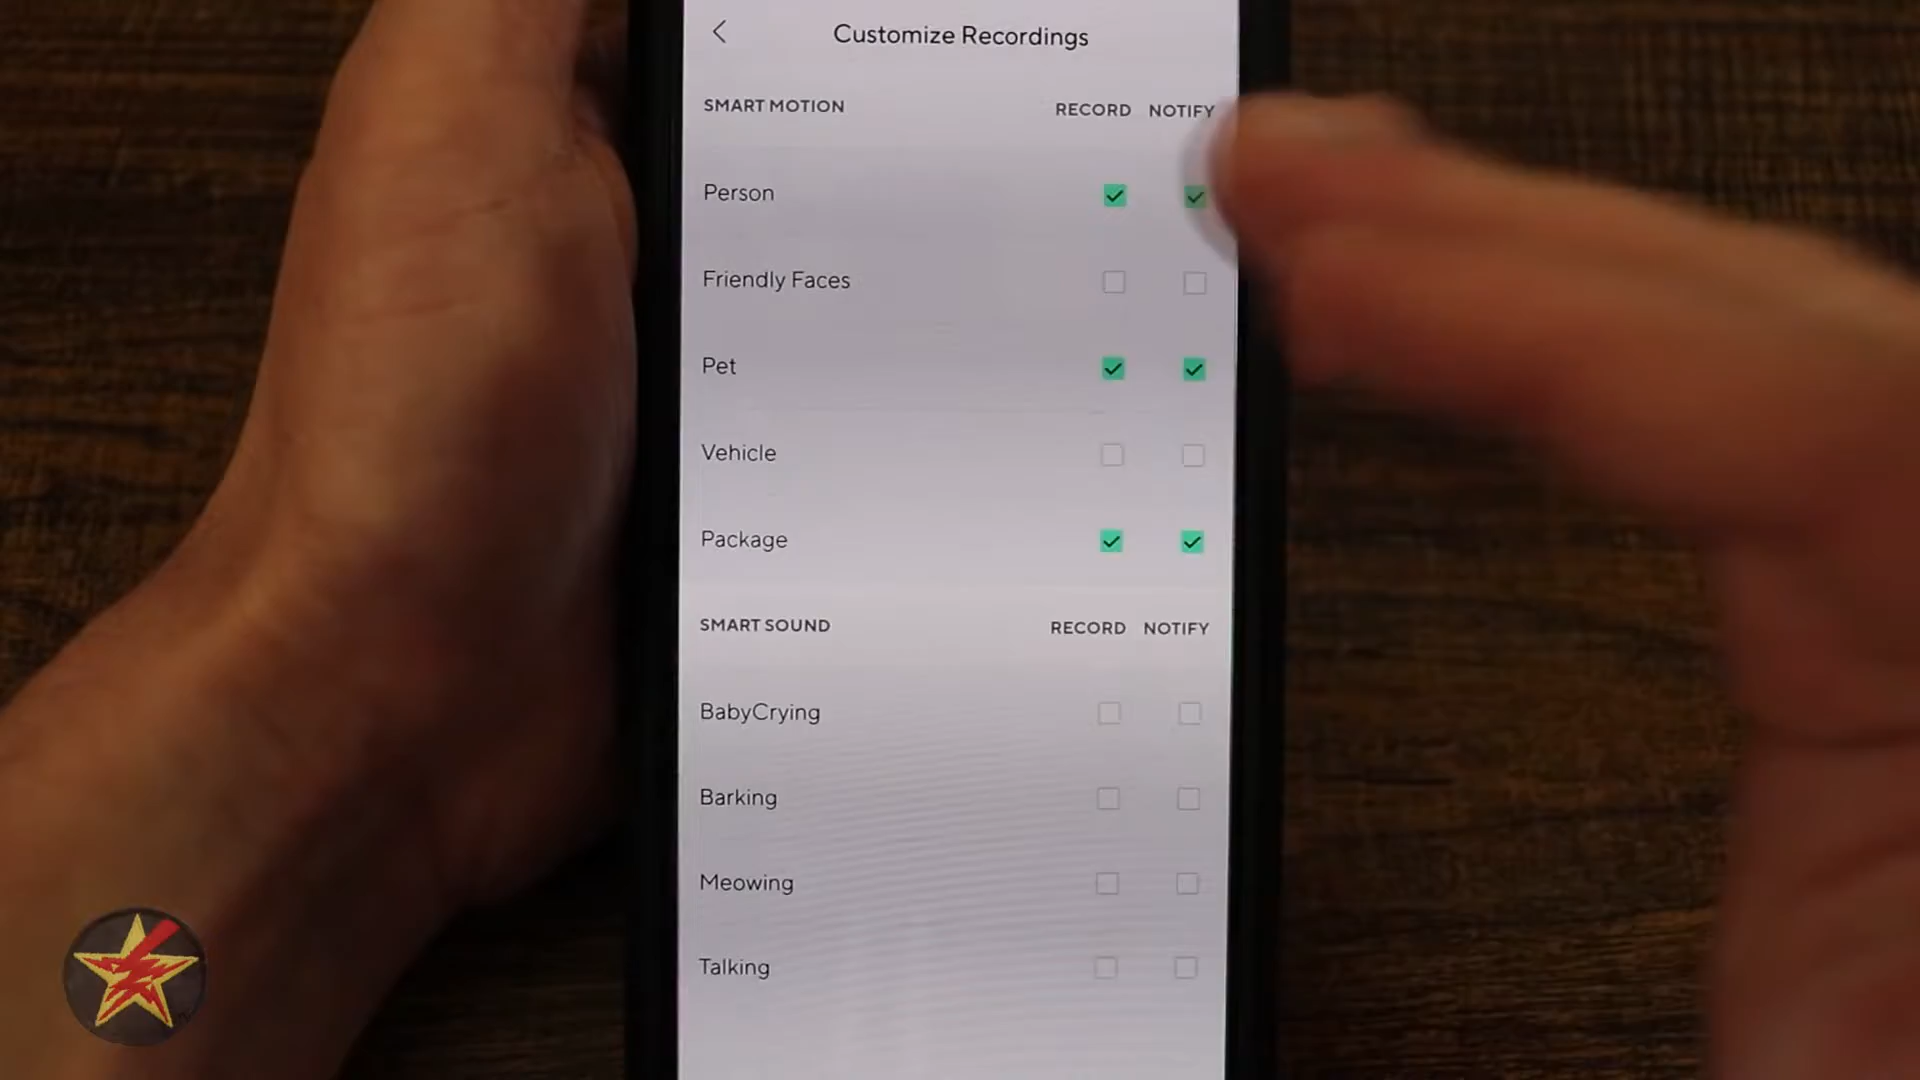 Customize Recordings
SMART MOTION RECORD NOTIFY
Person
Friendly Faces
Pet
Vehicle
Package
SMART SOUND RECORD NOTIFY
BabyCrying
Barking
Meowing
Talking